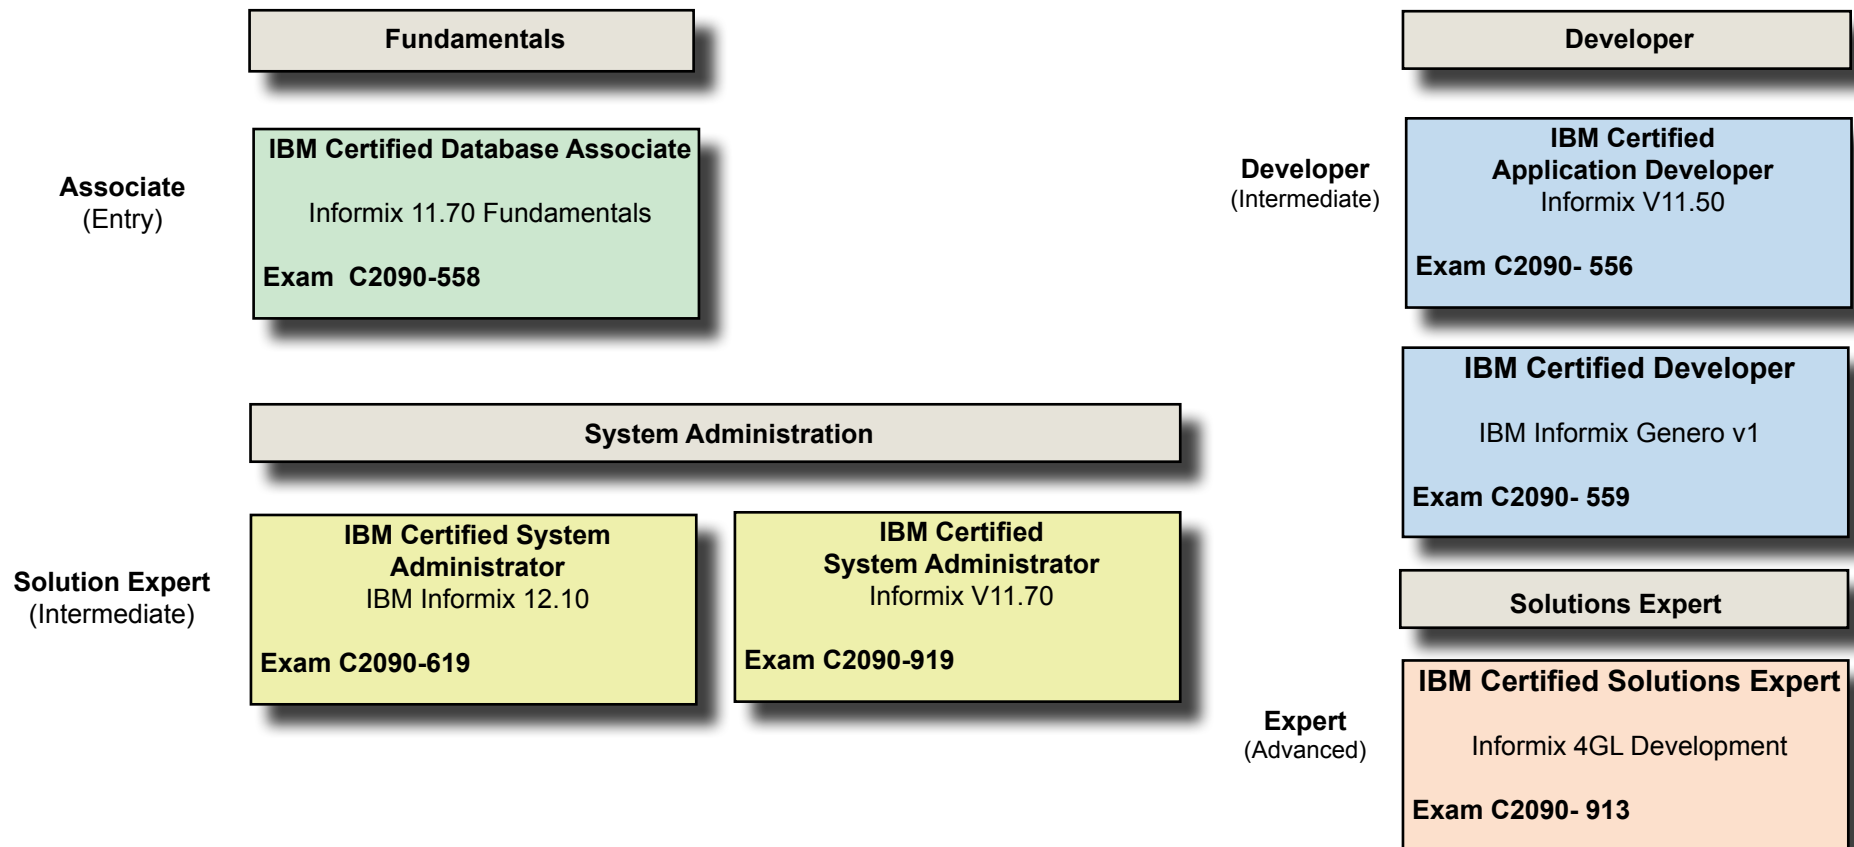 Fundamentals
Associate
(Entry)
IBM Certified Database Associate
Informix 11.70 Fundamentals
Exam  C2090-558
System Administration
Solution Expert
(Intermediate)
IBM Certified System
Administrator
IBM Informix 12.10
Exam C2090-619
IBM Certified
System Administrator
Informix V11.70
Exam C2090-919
Developer
Developer
(Intermediate)
IBM Certified
Application Developer
Informix V11.50
Exam C2090- 556
IBM Certified Developer
IBM Informix Genero v1
Exam C2090- 559
Solutions Expert
Expert
(Advanced)
IBM Certified Solutions Expert
Informix 4GL Development
Exam C2090- 913